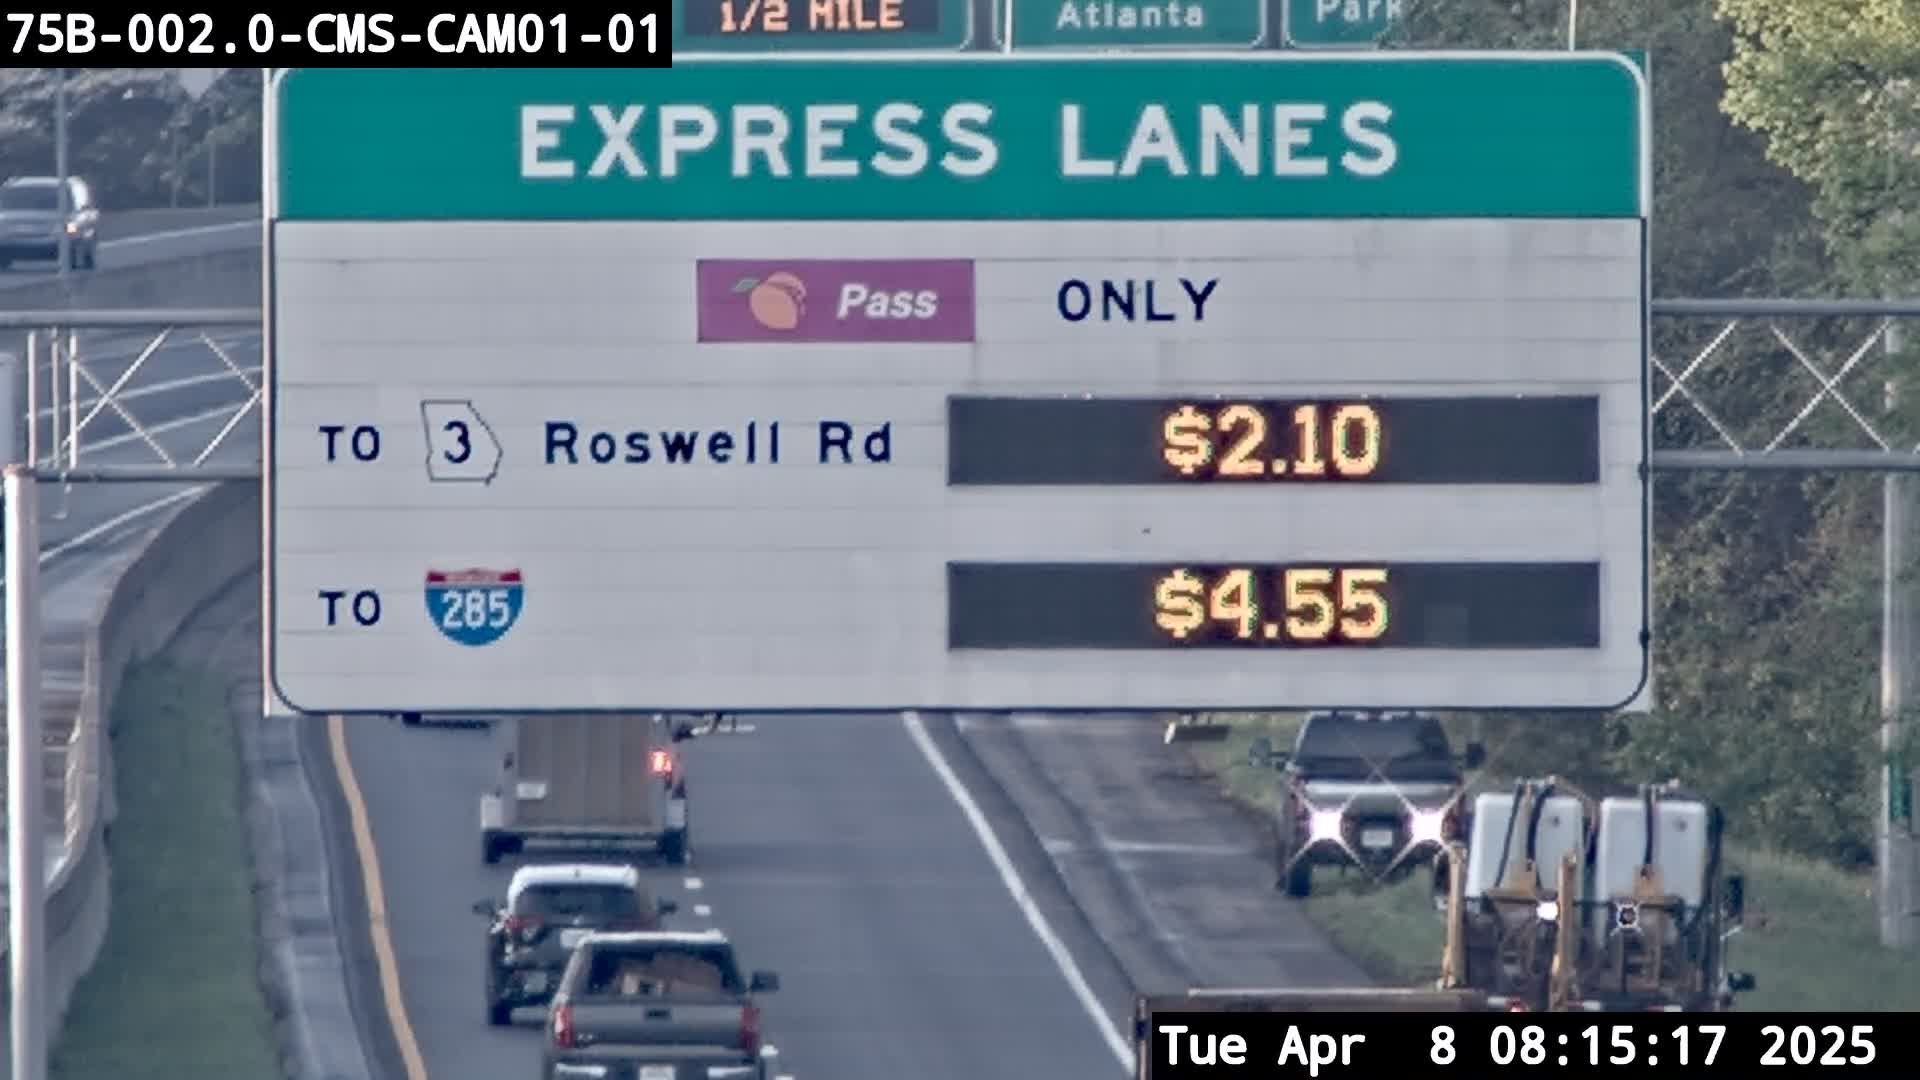 75B-002.0-CMS-CAM01-01
1/2 MILE
Atlanta
Park
EXPRESS LANES
Pass ONLY
TO 3 Roswell Rd $2.10
TO 285 $4.55
Tue Apr 8 08:15:17 2025